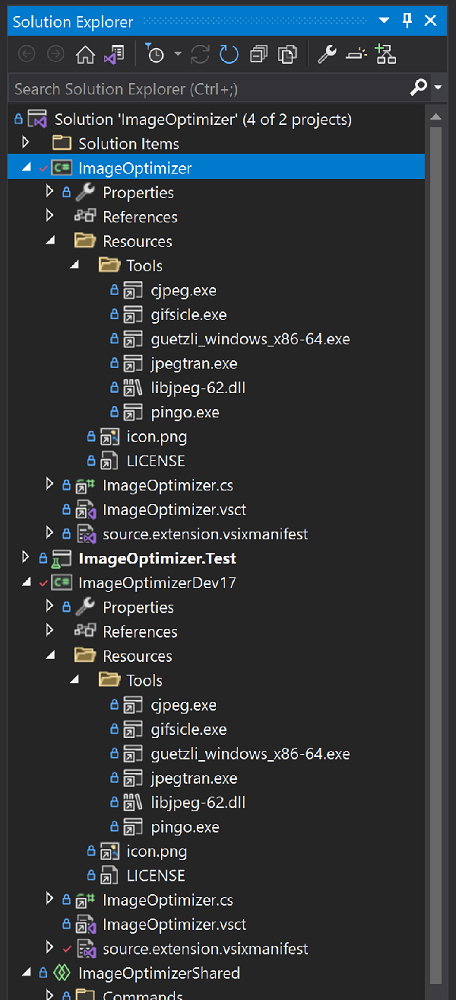 Solution Explorer
Search Solution Explorer (Ctrl+;)
Solution 'ImageOptimizer' (4 of 2 projects)
Solution Items
ImageOptimizer
Properties
References
Resources
Tools
cjpeg.exe
gifsicle.exe
guetzli_windows_x86-64.exe
jpegtran.exe
libjpeg-62.dll
pingo.exe
icon.png
LICENSE
ImageOptimizer.cs
ImageOptimizer.vsct
source.extension.vsixmanifest
ImageOptimizer.Test
ImageOptimizerDev17
Properties
References
Resources
Tools
cjpeg.exe
gifsicle.exe
guetzli_windows_x86-64.exe
jpegtran.exe
libjpeg-62.dll
pingo.exe
icon.png
LICENSE
ImageOptimizer.cs
ImageOptimizer.vsct
source.extension.vsixmanifest
ImageOptimizerShared
Commands